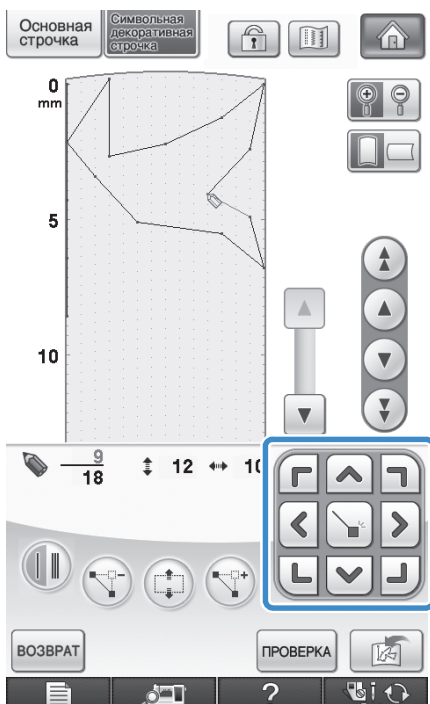 Основная
строчка
Символьная
декоративная
строчка
0
mm
5
10
9
18
12
10
ВОЗВРАТ
ПРОВЕРКА
?
i